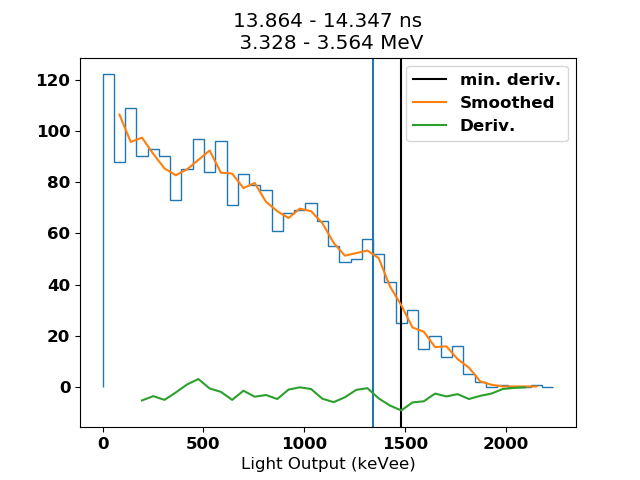 13.864 - 14.347 ns
3.328 - 3.564 MeV
min. deriv.
Smoothed
Deriv.
120
100
80
60
40
20
0
0 500 1000 1500 2000
Light Output (keVee)